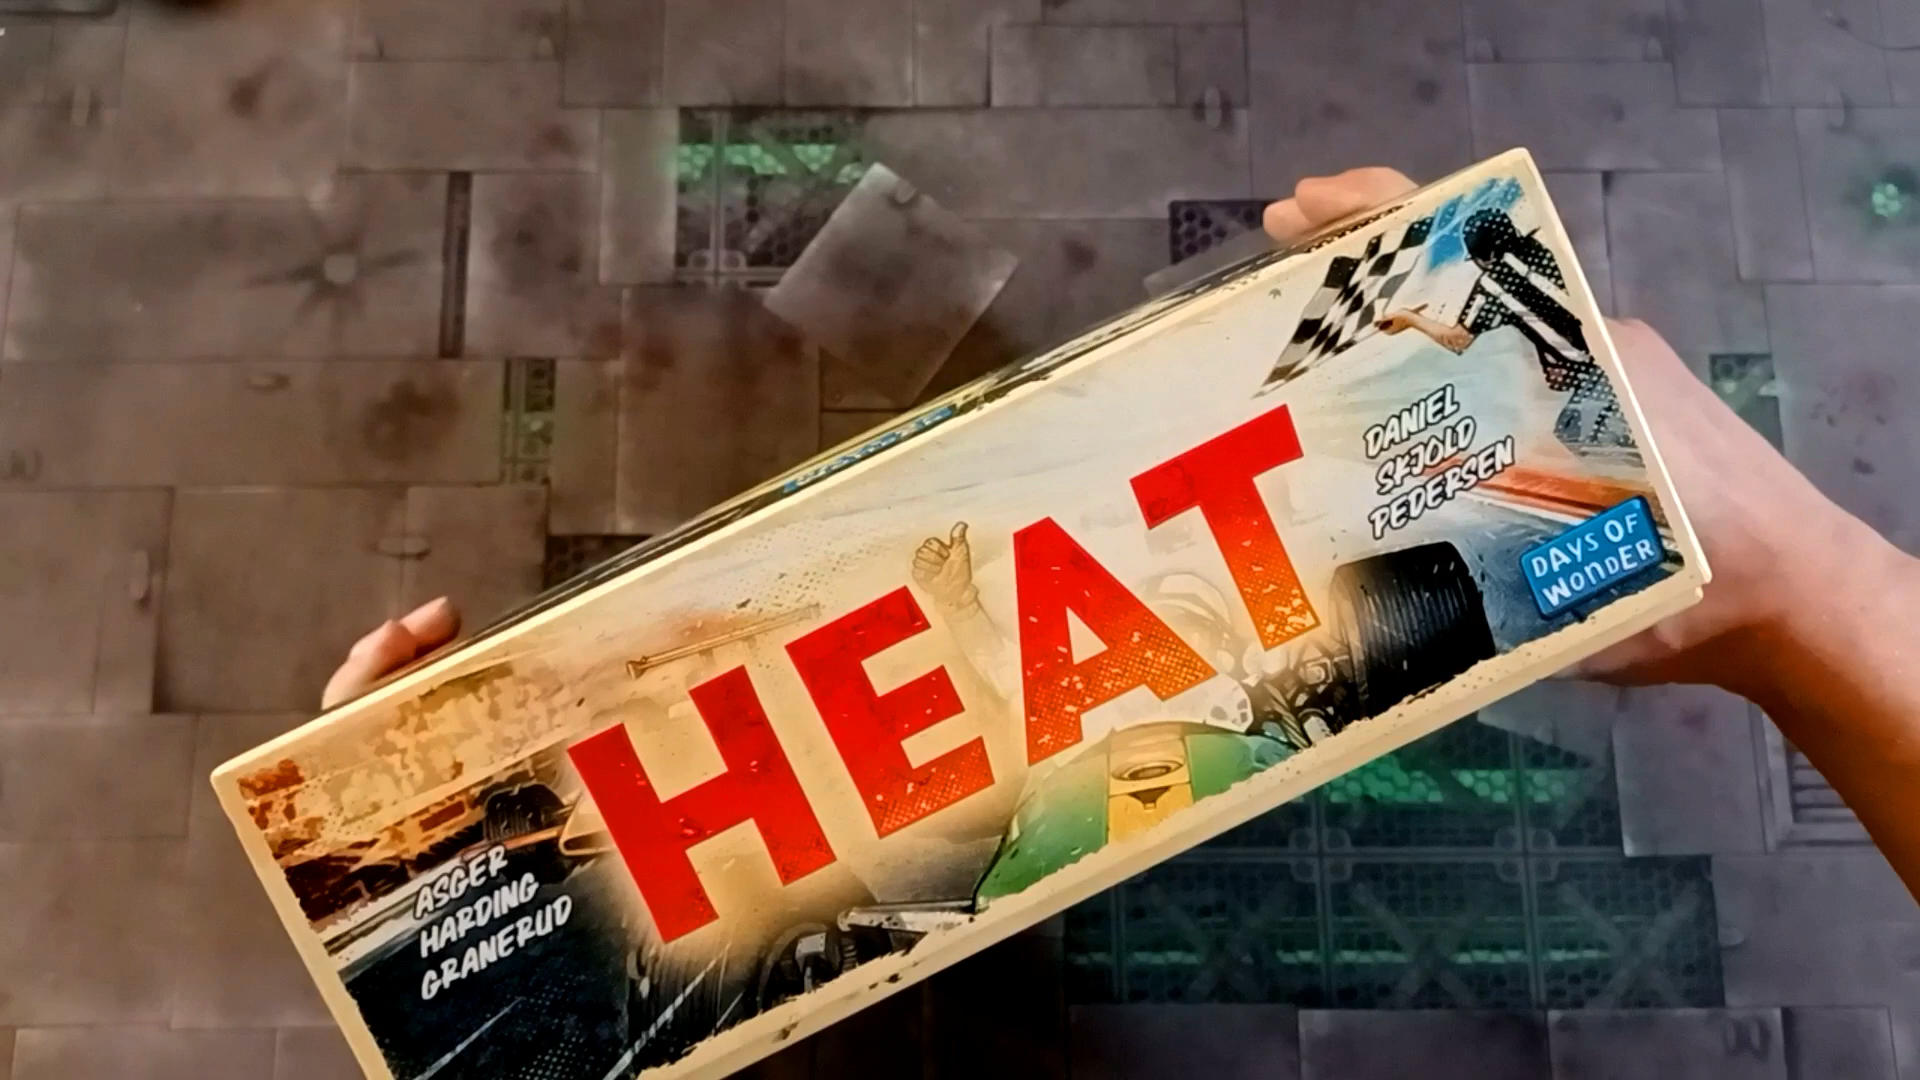 HEAT
ASGER
HARDING
GRANERUD
DANIEL
SKJOLD
PEDERSEN
DAYS OF
WONDER